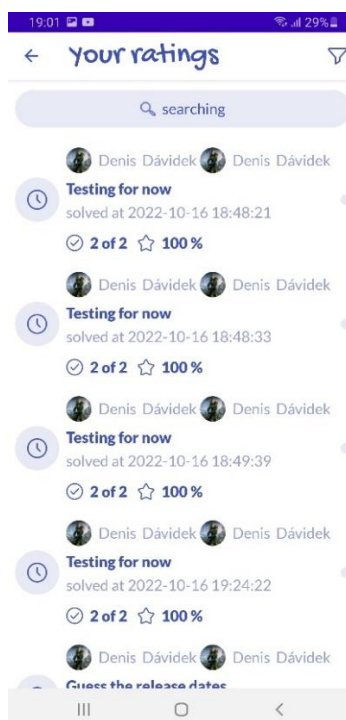 19:01 29%
your ratings
searching
Denis Dávidek Denis Dávidek
Testing for now
solved at 2022-10-16 18:48:21
2 of 2 100 %
Denis Dávidek Denis Dávidek
Testing for now
solved at 2022-10-16 18:48:33
2 of 2 100 %
Denis Dávidek Denis Dávidek
Testing for now
solved at 2022-10-16 18:49:39
2 of 2 100 %
Denis Dávidek Denis Dávidek
Testing for now
solved at 2022-10-16 19:24:22
2 of 2 100 %
Denis Dávidek Denis Dávidek
Guess the release dates